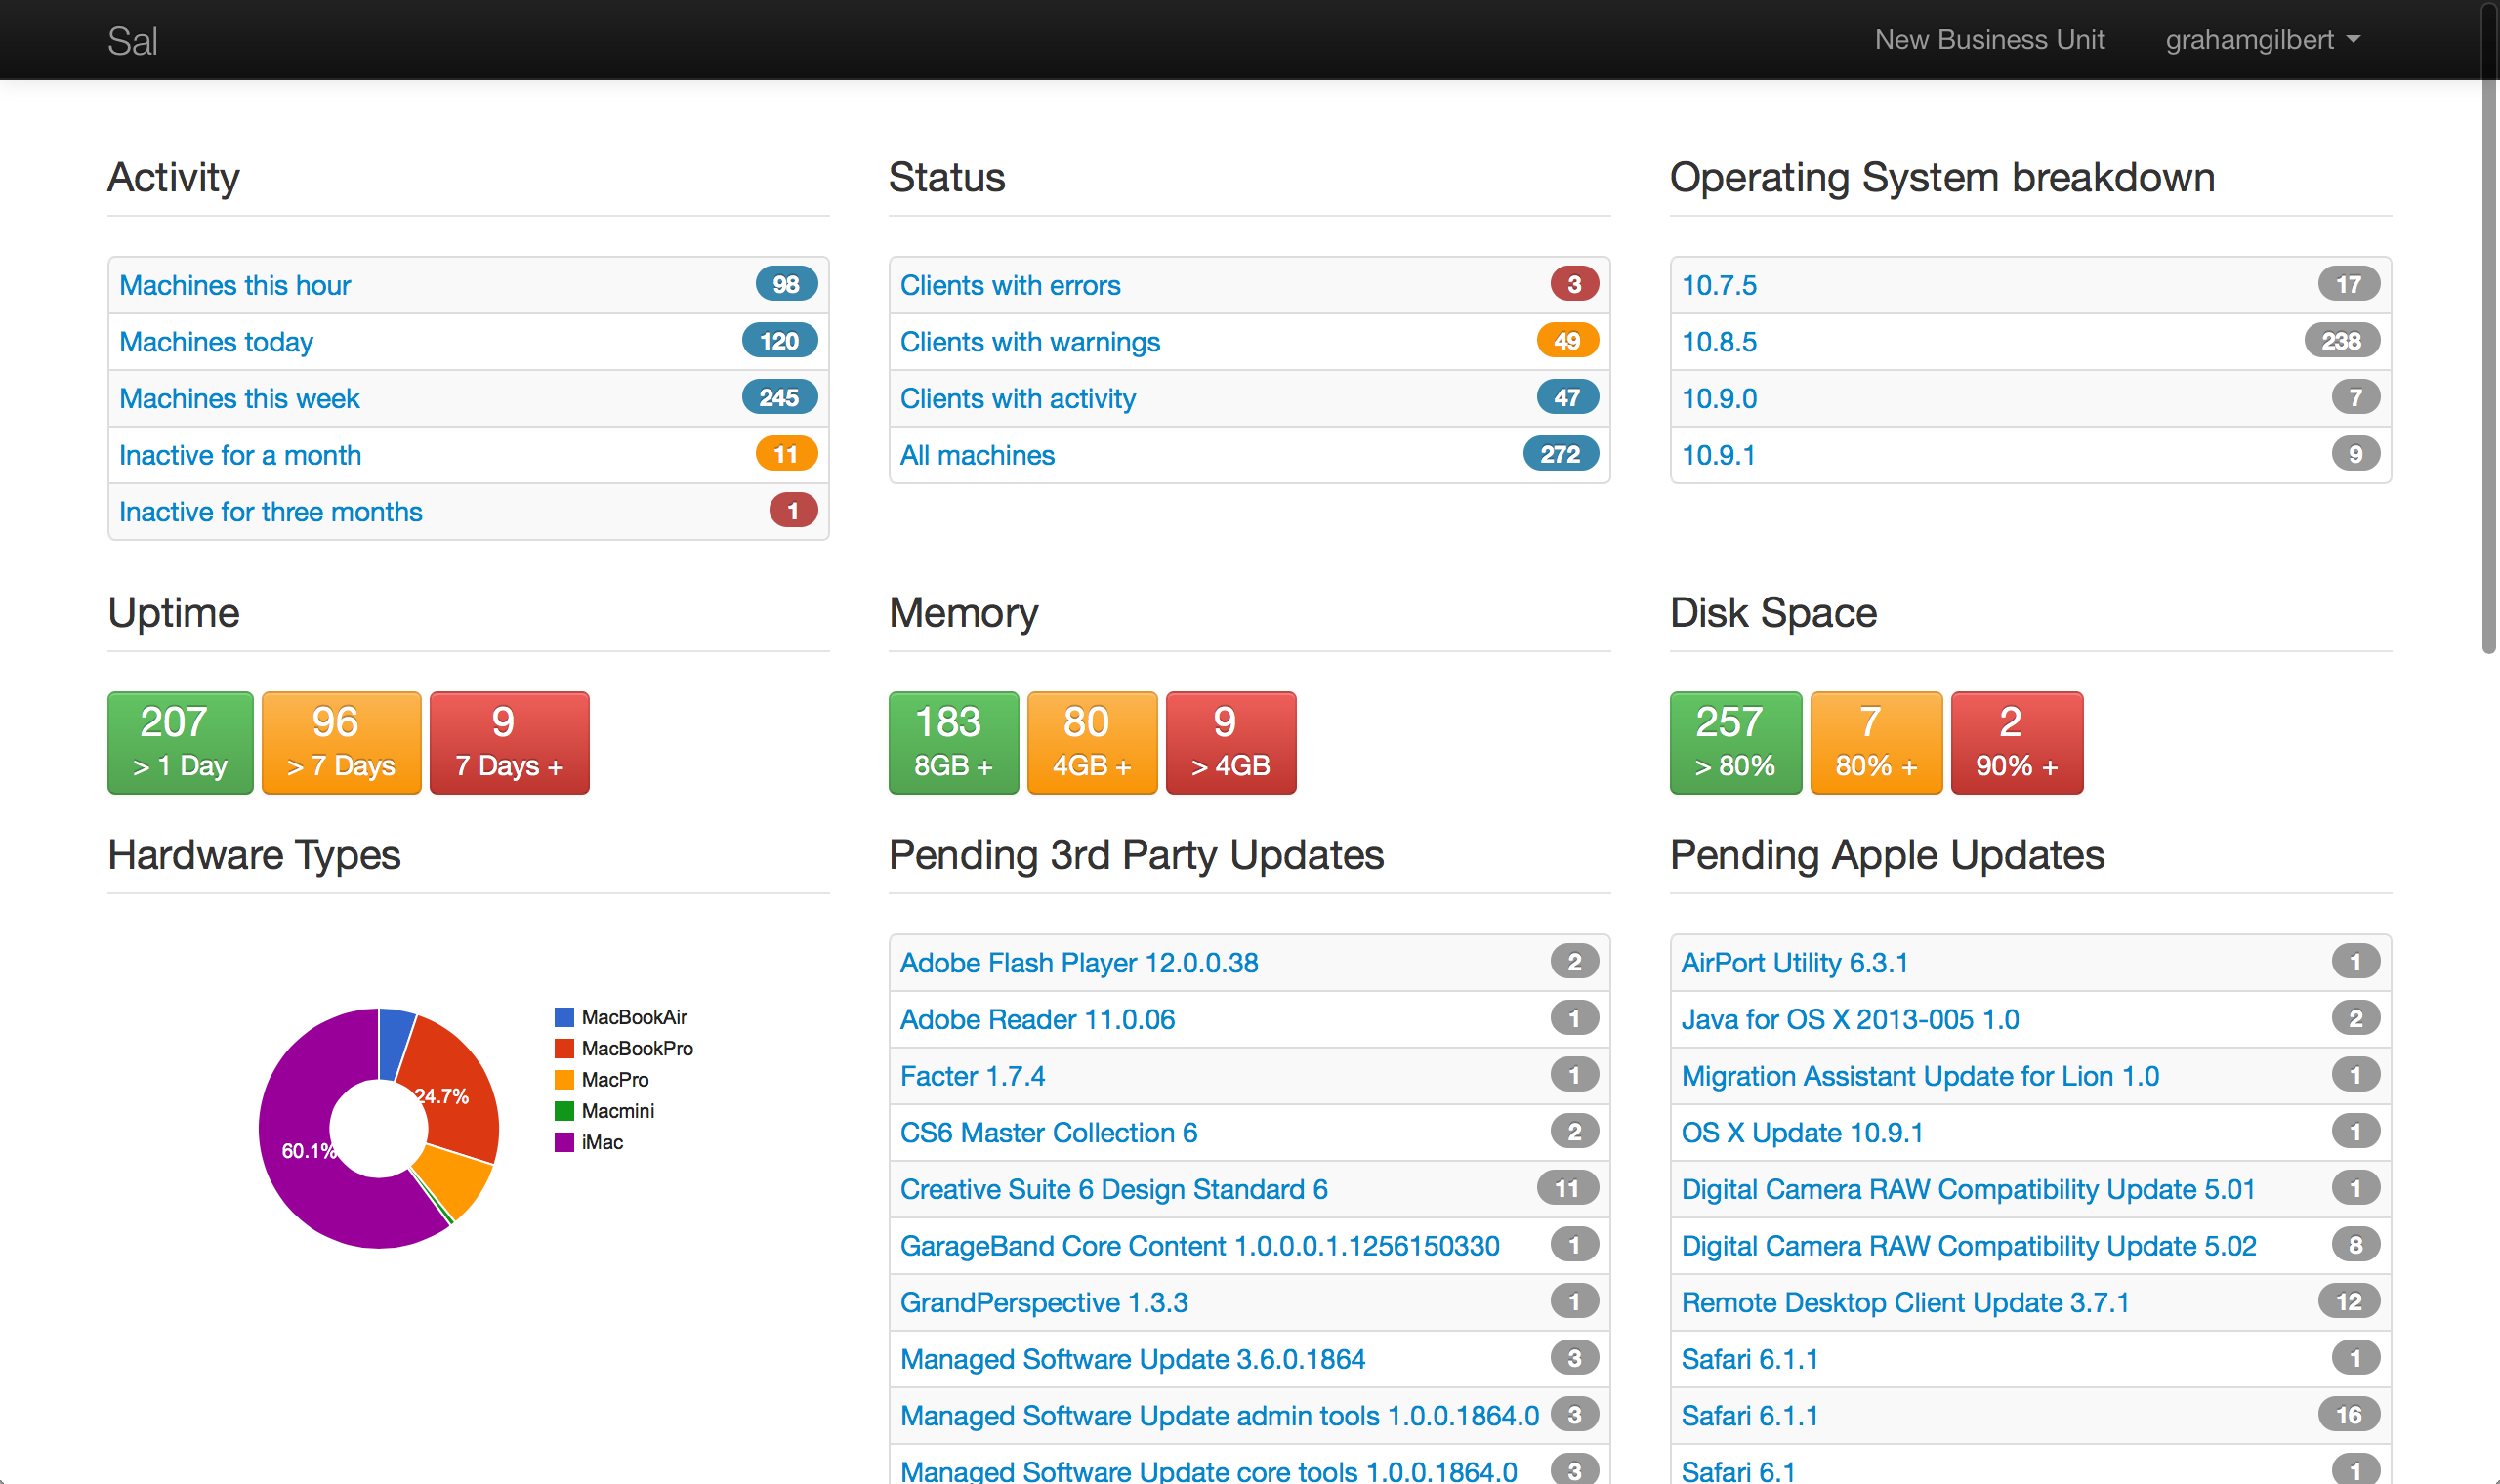 Sal
New Business Unit
grahamgilbert
Activity
Machines this hour 98
Machines today 120
Machines this week 245
Inactive for a month 11
Inactive for three months 1
Status
Clients with errors 3
Clients with warnings 49
Clients with activity 47
All machines 272
Operating System breakdown
10.7.5 17
10.8.5 238
10.9.0 7
10.9.1 9
Uptime
207
> 1 Day
96
> 7 Days
9
7 Days +
Memory
183
8GB +
80
4GB +
9
> 4GB
Disk Space
257
> 80%
7
80% +
2
90% +
Hardware Types
24.7%
60.1%
MacBookAir
MacBookPro
MacPro
Macmini
iMac
Pending 3rd Party Updates
Adobe Flash Player 12.0.0.38 2
Adobe Reader 11.0.06 1
Facter 1.7.4 1
CS6 Master Collection 6 2
Creative Suite 6 Design Standard 6 11
GarageBand Core Content 1.0.0.0.1.1256150330 1
GrandPerspective 1.3.3 1
Managed Software Update 3.6.0.1864 3
Managed Software Update admin tools 1.0.0.1864.0 3
Managed Software Update core tools 1.0.0.1864.0 3
Pending Apple Updates
AirPort Utility 6.3.1 1
Java for OS X 2013-005 1.0 2
Migration Assistant Update for Lion 1.0 1
OS X Update 10.9.1 1
Digital Camera RAW Compatibility Update 5.01 1
Digital Camera RAW Compatibility Update 5.02 8
Remote Desktop Client Update 3.7.1 12
Safari 6.1.1 1
Safari 6.1.1 16
Safari 6.1 1